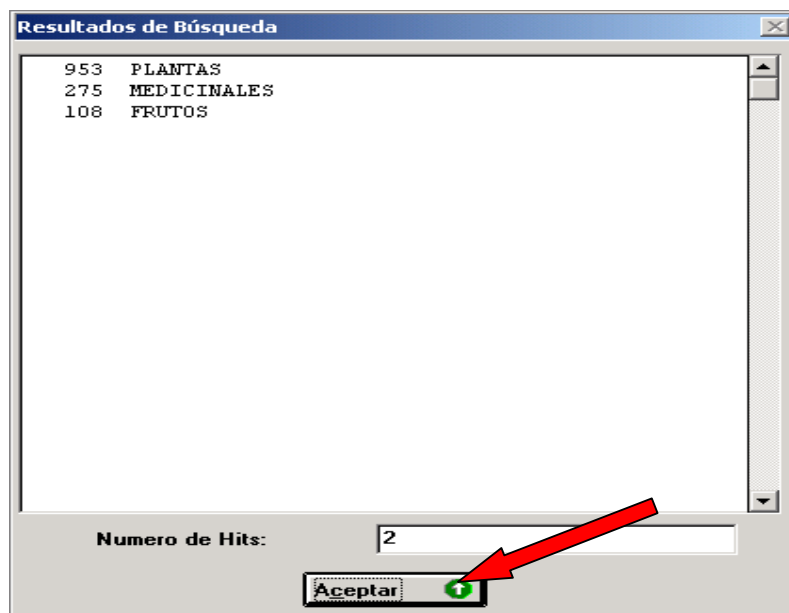 Resultados de Búsqueda
953 PLANTAS
275 MEDICINALES
108 FRUTOS
Numero de Hits: 2
Aceptar